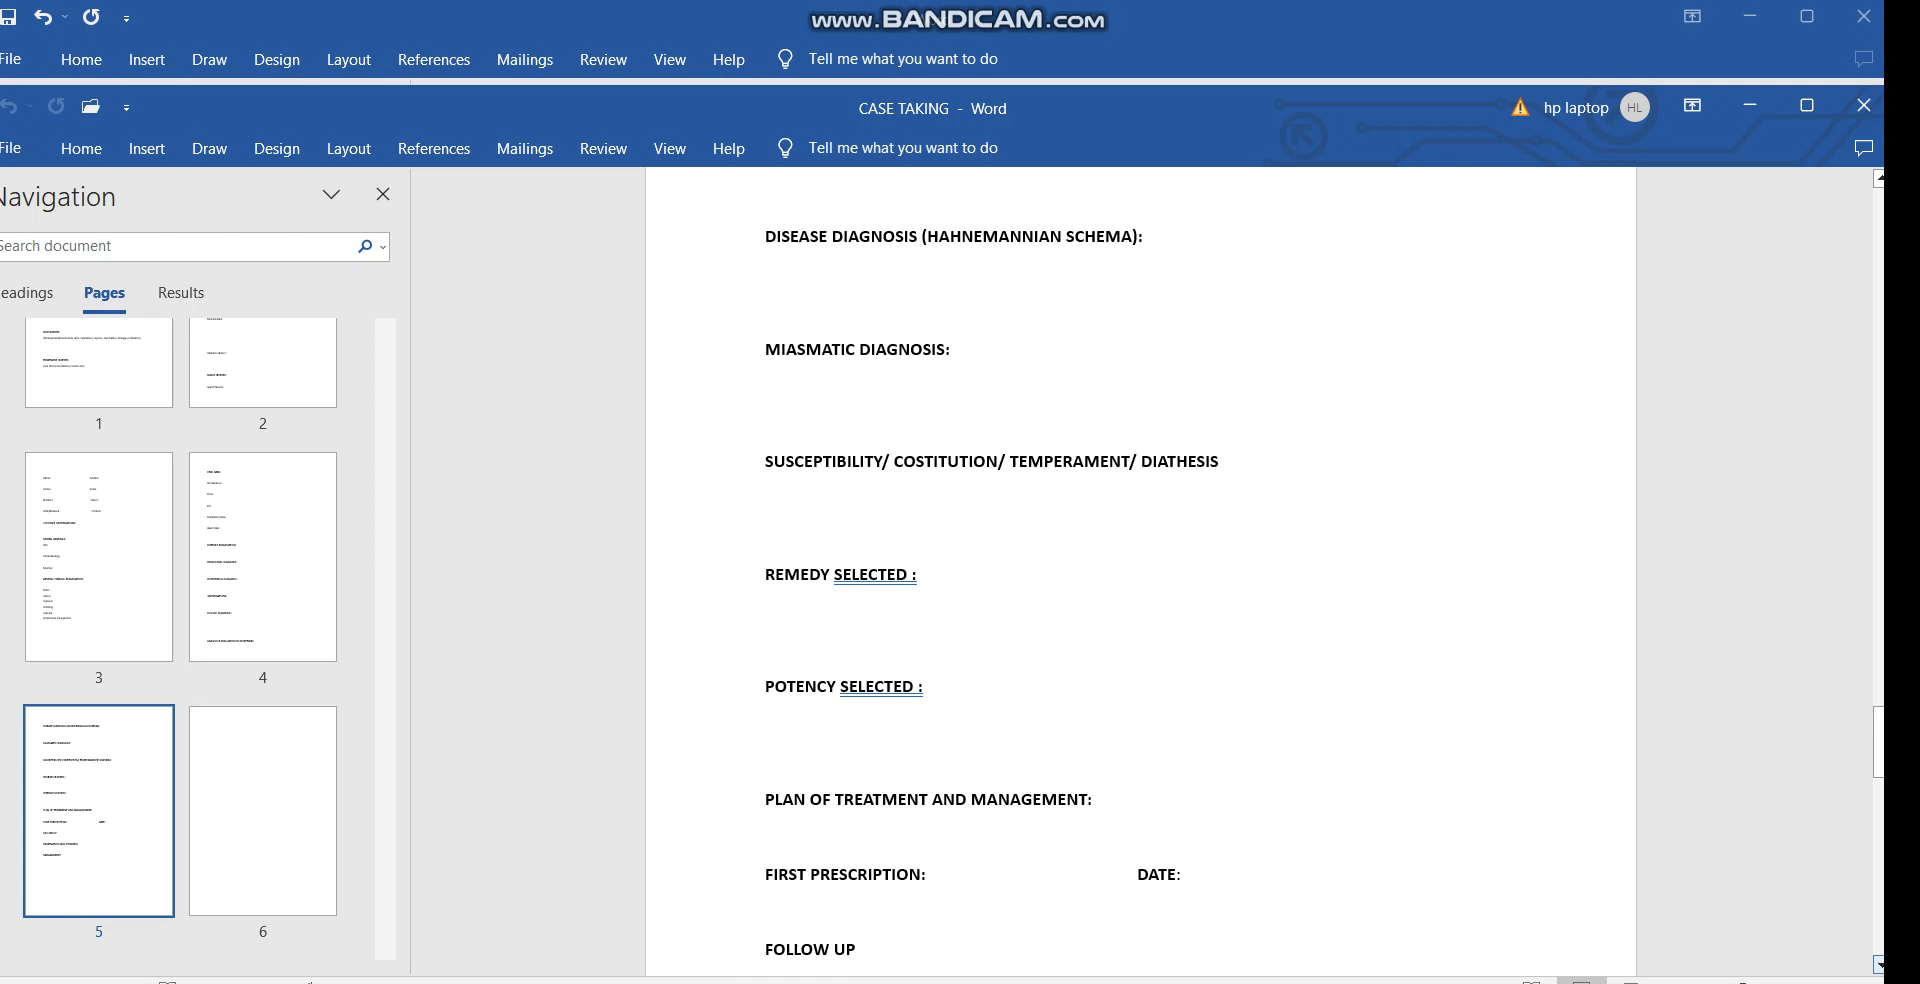 www.BANDICAM.com
File Home Insert Draw Design Layout References Mailings Review View Help Tell me what you want to do
CASE TAKING - Word hp laptop HL
File Home Insert Draw Design Layout References Mailings Review View Help Tell me what you want to do
Navigation
Search document
eadings Pages Results
1 2
3 4
5 6
DISEASE DIAGNOSIS (HAHNEMANNIAN SCHEMA):
MIASMATIC DIAGNOSIS:
SUSCEPTIBILITY/ COSTITUTION/ TEMPERAMENT/ DIATHESIS
REMEDY SELECTED :
POTENCY SELECTED :
PLAN OF TREATMENT AND MANAGEMENT:
FIRST PRESCRIPTION: DATE:
FOLLOW UP